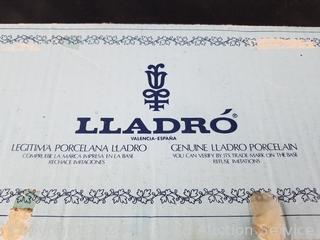 LLADRÓ®
VALENCIA-ESPAÑA
LEGITIMA PORCELANA LLADRO
COMPRUEBE LA MARCA IMPRESA EN LA BASE
RECHACE IMITACIONES
GENUINE LLADRO PORCELAIN
YOU CAN VERIFY BY ITS TRADE MARK ON THE BASE
REFUSE IMITATIONS
Auction Service